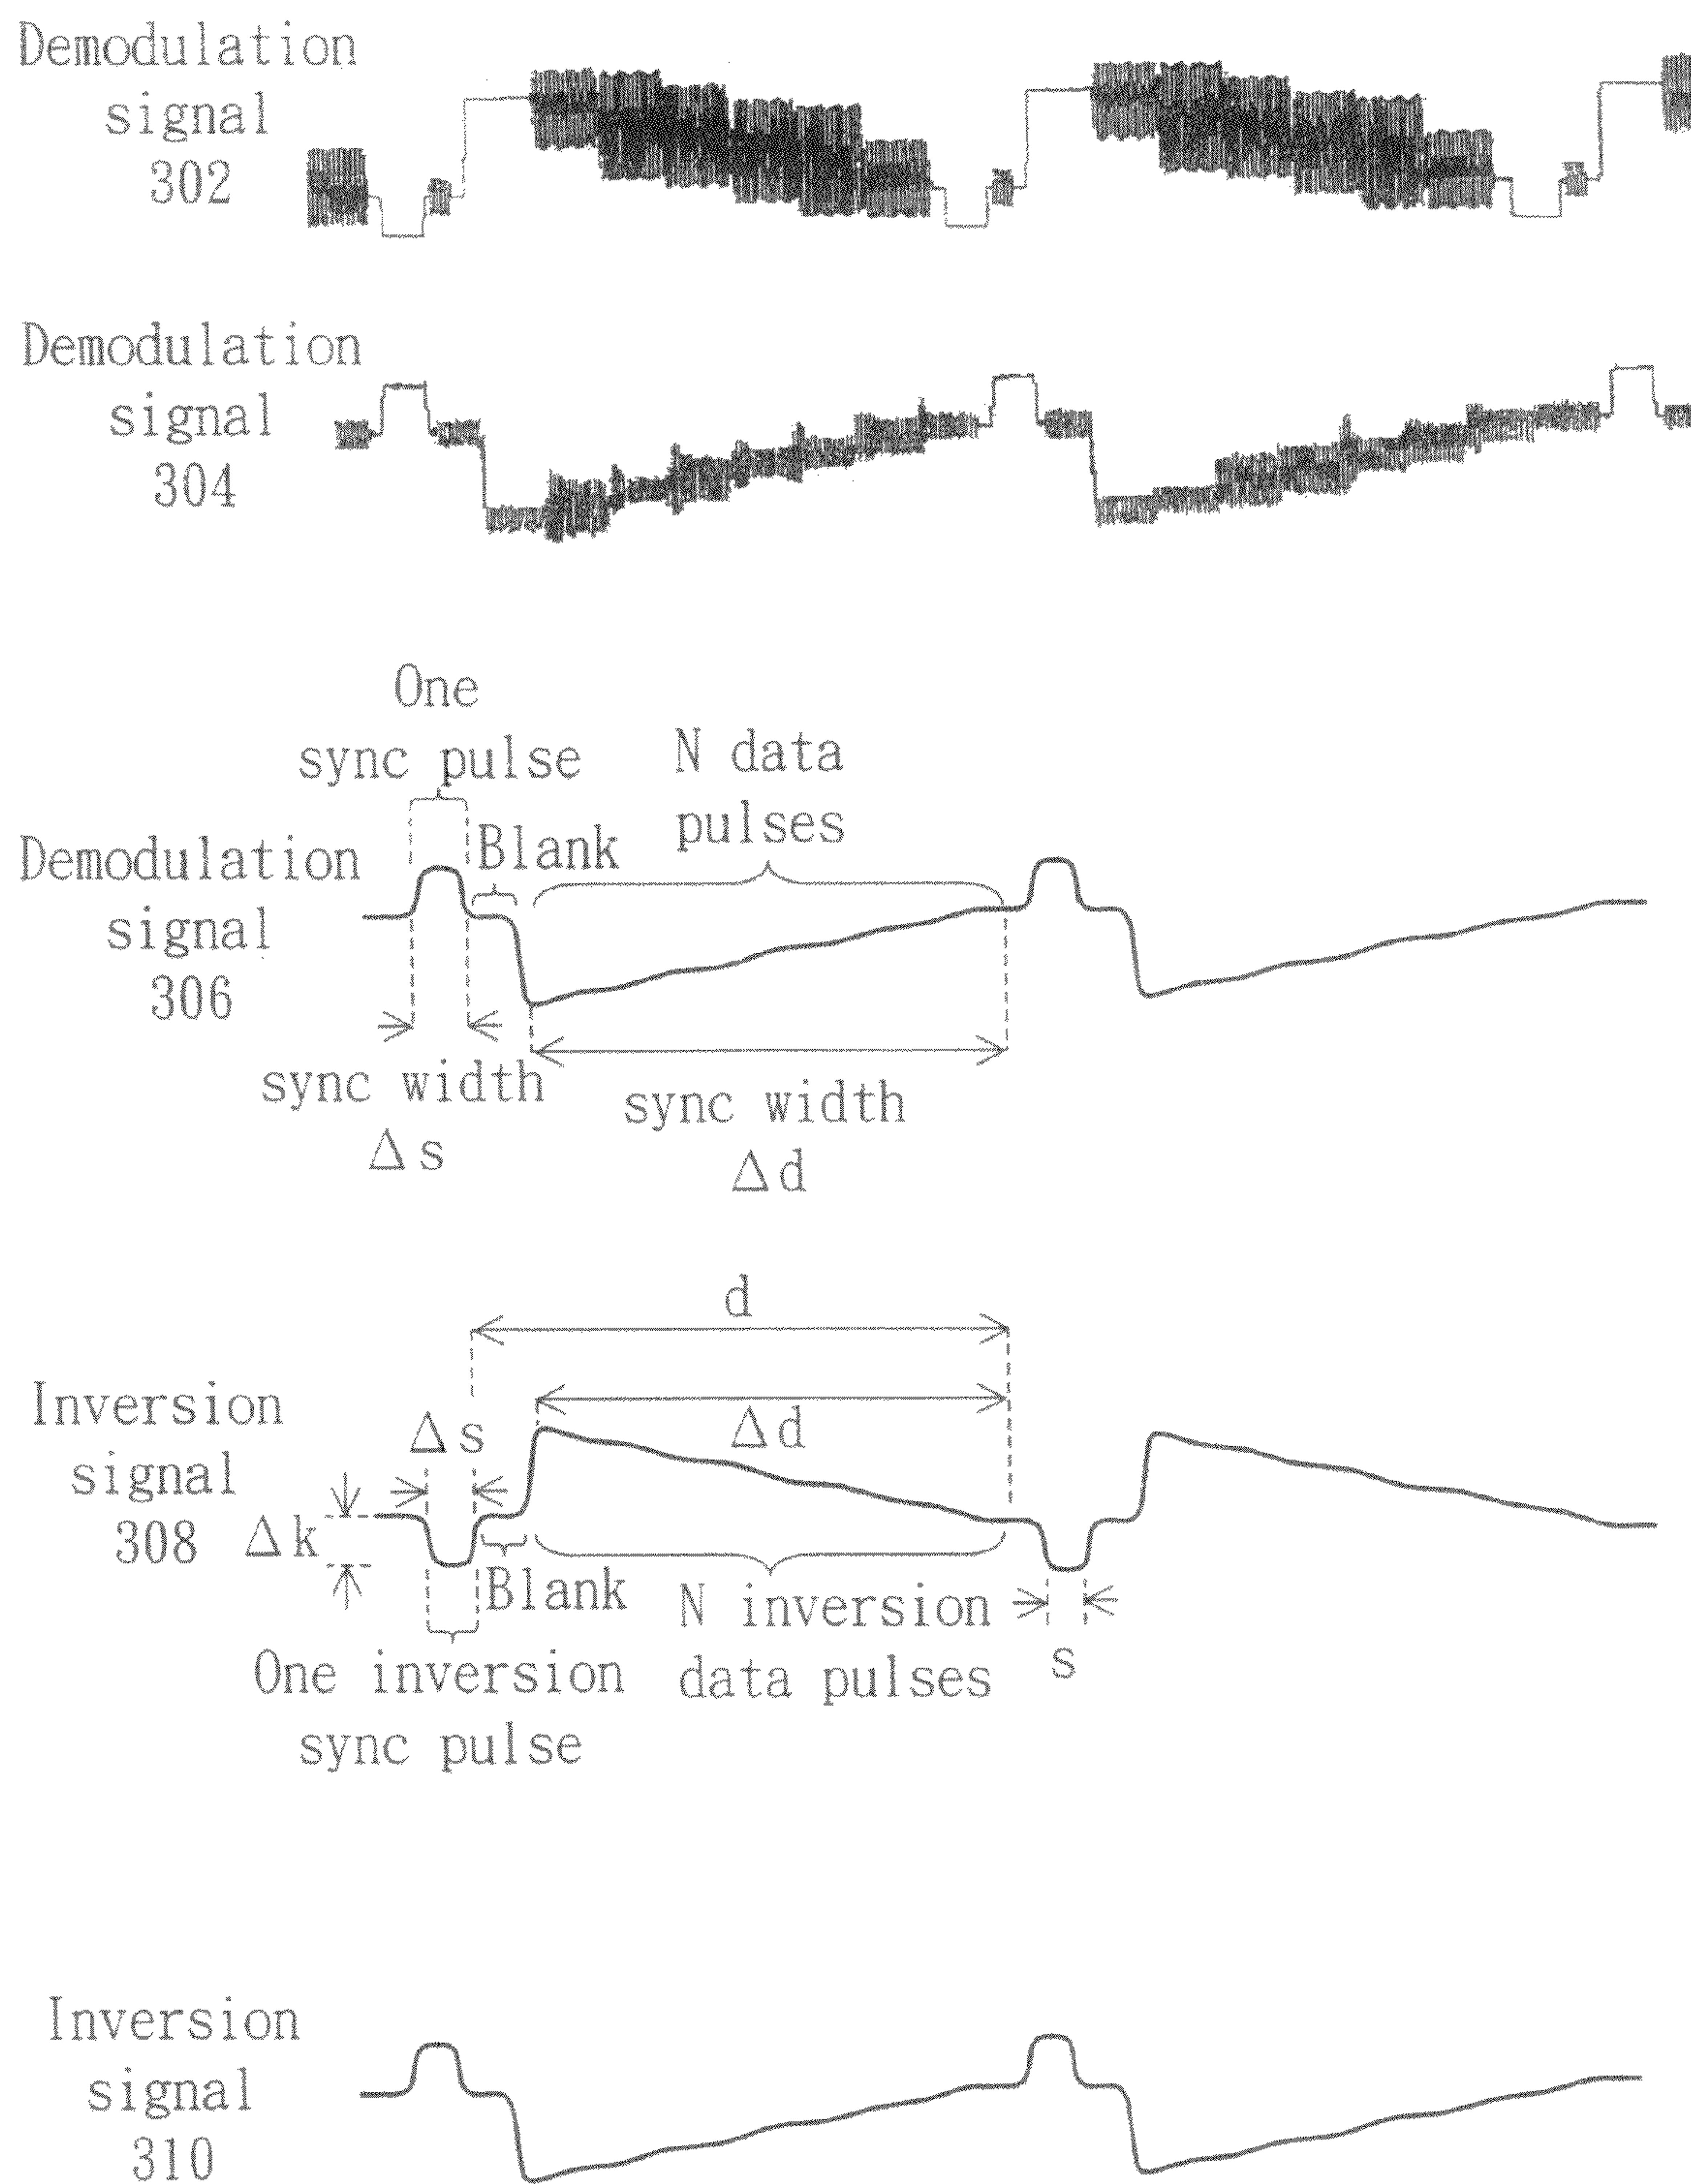 Demodulation
signal
302
Demodulation
signal
304
One
sync pulse
N data
pulses
Blank
Demodulation
signal
306
sync width
Δs
sync width
Δd
d
Inversion
signal
308
Δs
Δd
Δk
Blank
N inversion
data pulses
s
One inversion
sync pulse
Inversion
signal
310